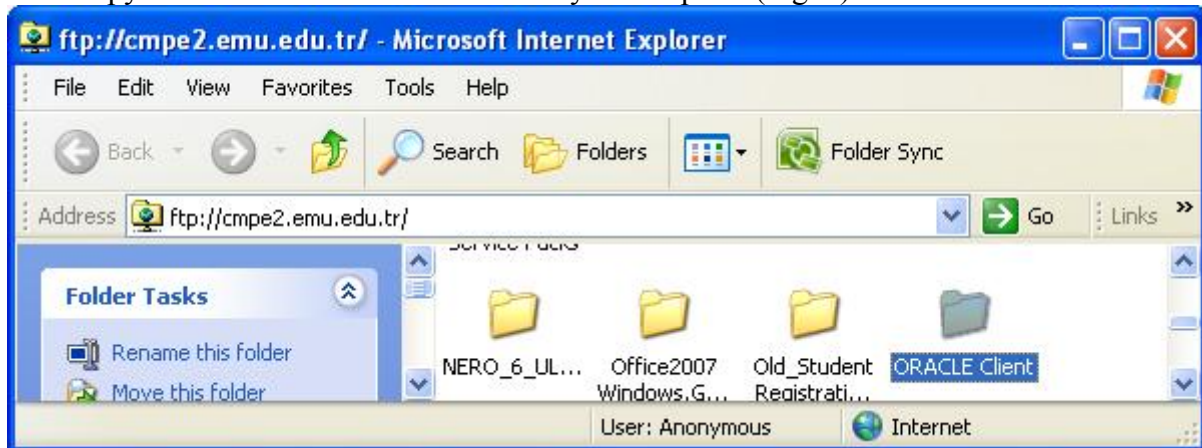 ftp://cmpe2.emu.edu.tr/ - Microsoft Internet Explorer
File Edit View Favorites Tools Help
Back Search Folders Folder Sync
Address ftp://cmpe2.emu.edu.tr/ Go Links »
Service Packs
Folder Tasks
Rename this folder
Move this folder
NERO_6_UL... Office2007 Old_Student ORACLE Client
Windows.G... Registrati...
User: Anonymous Internet